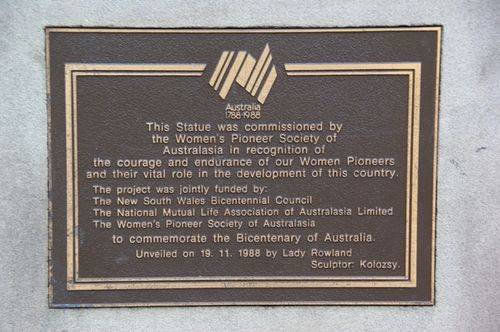 Australia
1788-1988
This Statue was commissioned by
the Women's Pioneer Society of
Australasia in recognition of
the courage and endurance of our Women Pioneers
and their vital role in the development of this country.
The project was jointly funded by:
The New South Wales Bicentennial Council
The National Mutual Life Association of Australasia Limited
The Women's Pioneer Society of Australasia
to commemorate the Bicentenary of Australia.
Unveiled on 19. 11. 1988 by Lady Rowland
Sculptor: Kolozsy.